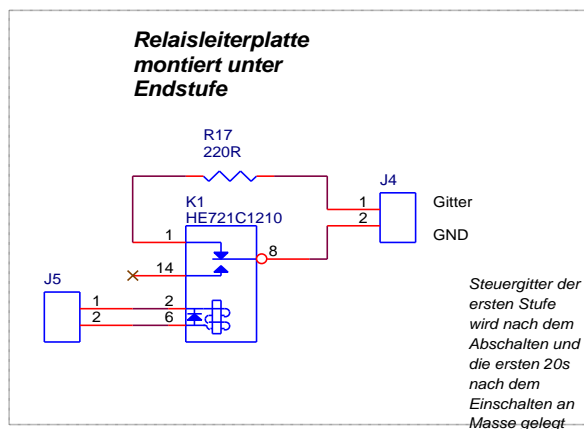 Relaisleiterplatte
montiert unter
Endstufe
R17
220R
J4
1
2
Gitter
GND
K1
HE721C1210
1
14
8
J5
1
2
2
6
Steuergitter der
ersten Stufe
wird nach dem
Abschalten und
die ersten 20s
nach dem
Einschalten an
Masse gelegt